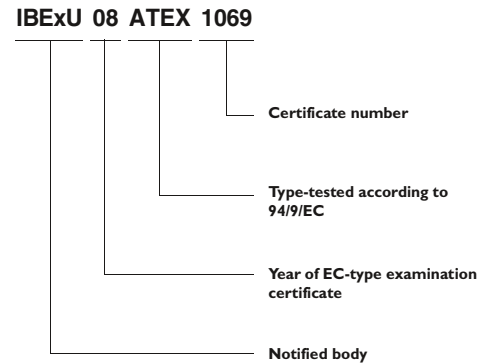 IBExU 08 ATEX 1069
Certificate number
Type-tested according to
94/9/EC
Year of EC-type examination
certificate
Notified body